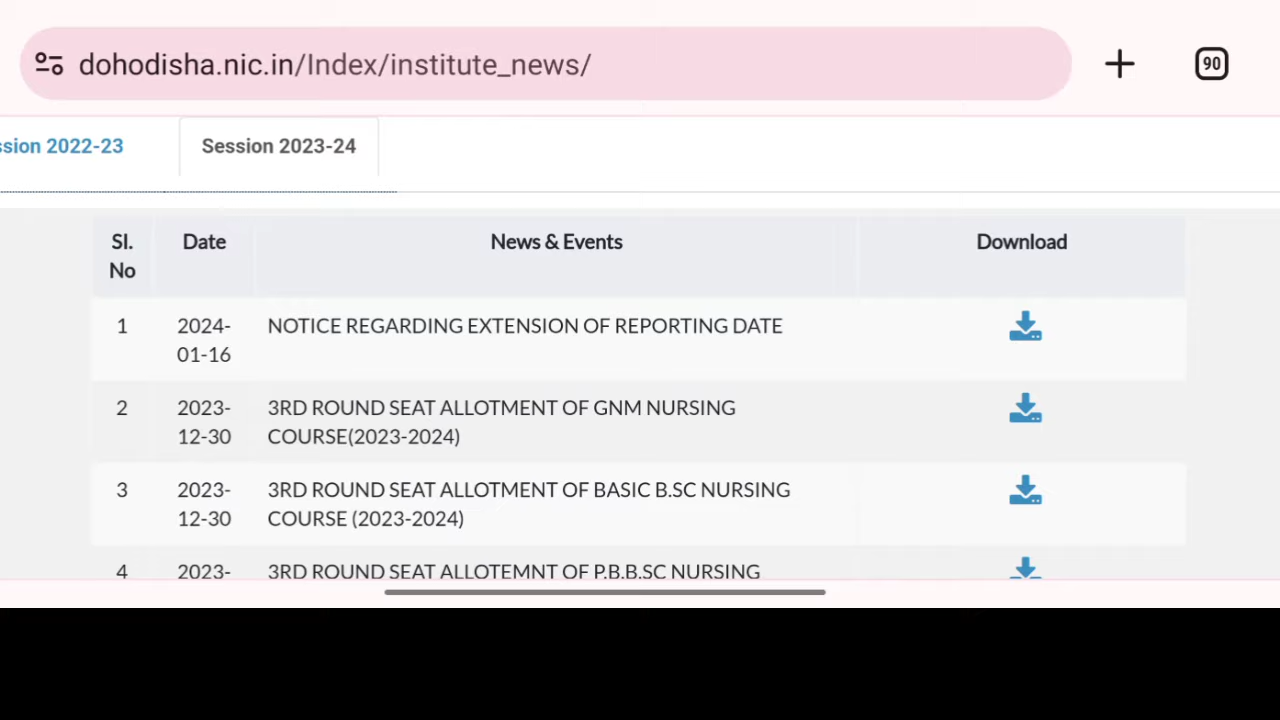 dohodisha.nic.in/Index/institute_news/
90
ssion 2022-23
Session 2023-24
Sl.
No
Date
News & Events
Download
1
2024-
01-16
NOTICE REGARDING EXTENSION OF REPORTING DATE
2
2023-
12-30
3RD ROUND SEAT ALLOTMENT OF GNM NURSING
COURSE(2023-2024)
3
2023-
12-30
3RD ROUND SEAT ALLOTMENT OF BASIC B.SC NURSING
COURSE (2023-2024)
4
2023-
3RD ROUND SEAT ALLOTEMNT OF P.B.B.SC NURSING